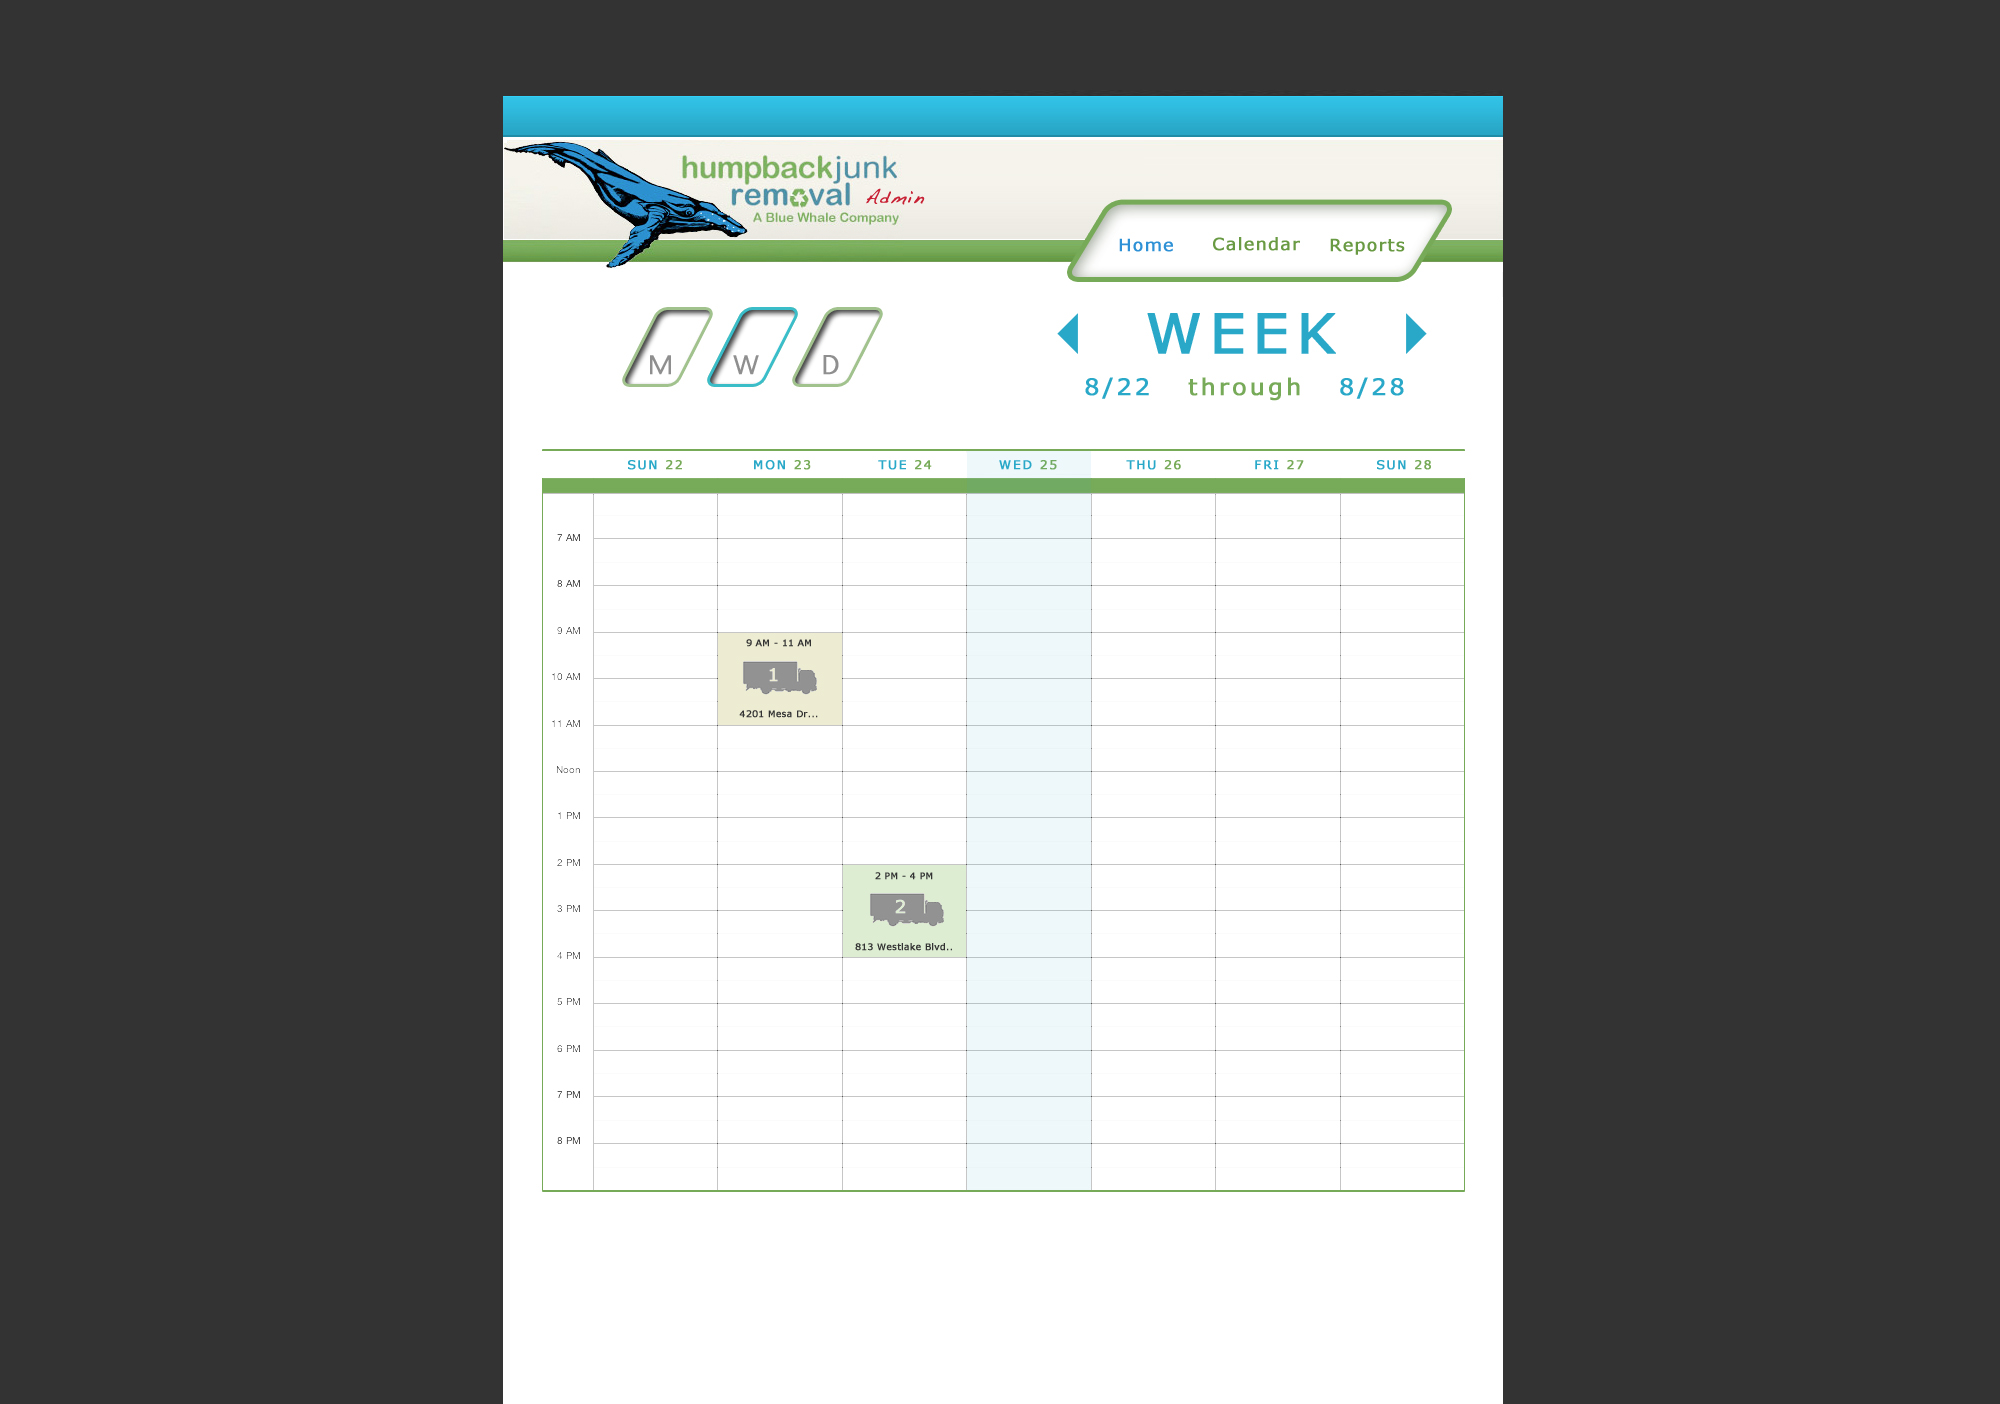 humpbackjunk
removal Admin
A Blue Whale Company
Home Calendar Reports
M W D
WEEK
8/22 through 8/28
SUN 22 MON 23 TUE 24 WED 25 THU 26 FRI 27 SUN 28
7 AM
8 AM
9 AM
9 AM - 11 AM
1
10 AM
4201 Mesa Dr...
11 AM
Noon
1 PM
2 PM
2 PM - 4 PM
2
3 PM
813 Westlake Blvd..
4 PM
5 PM
6 PM
7 PM
8 PM